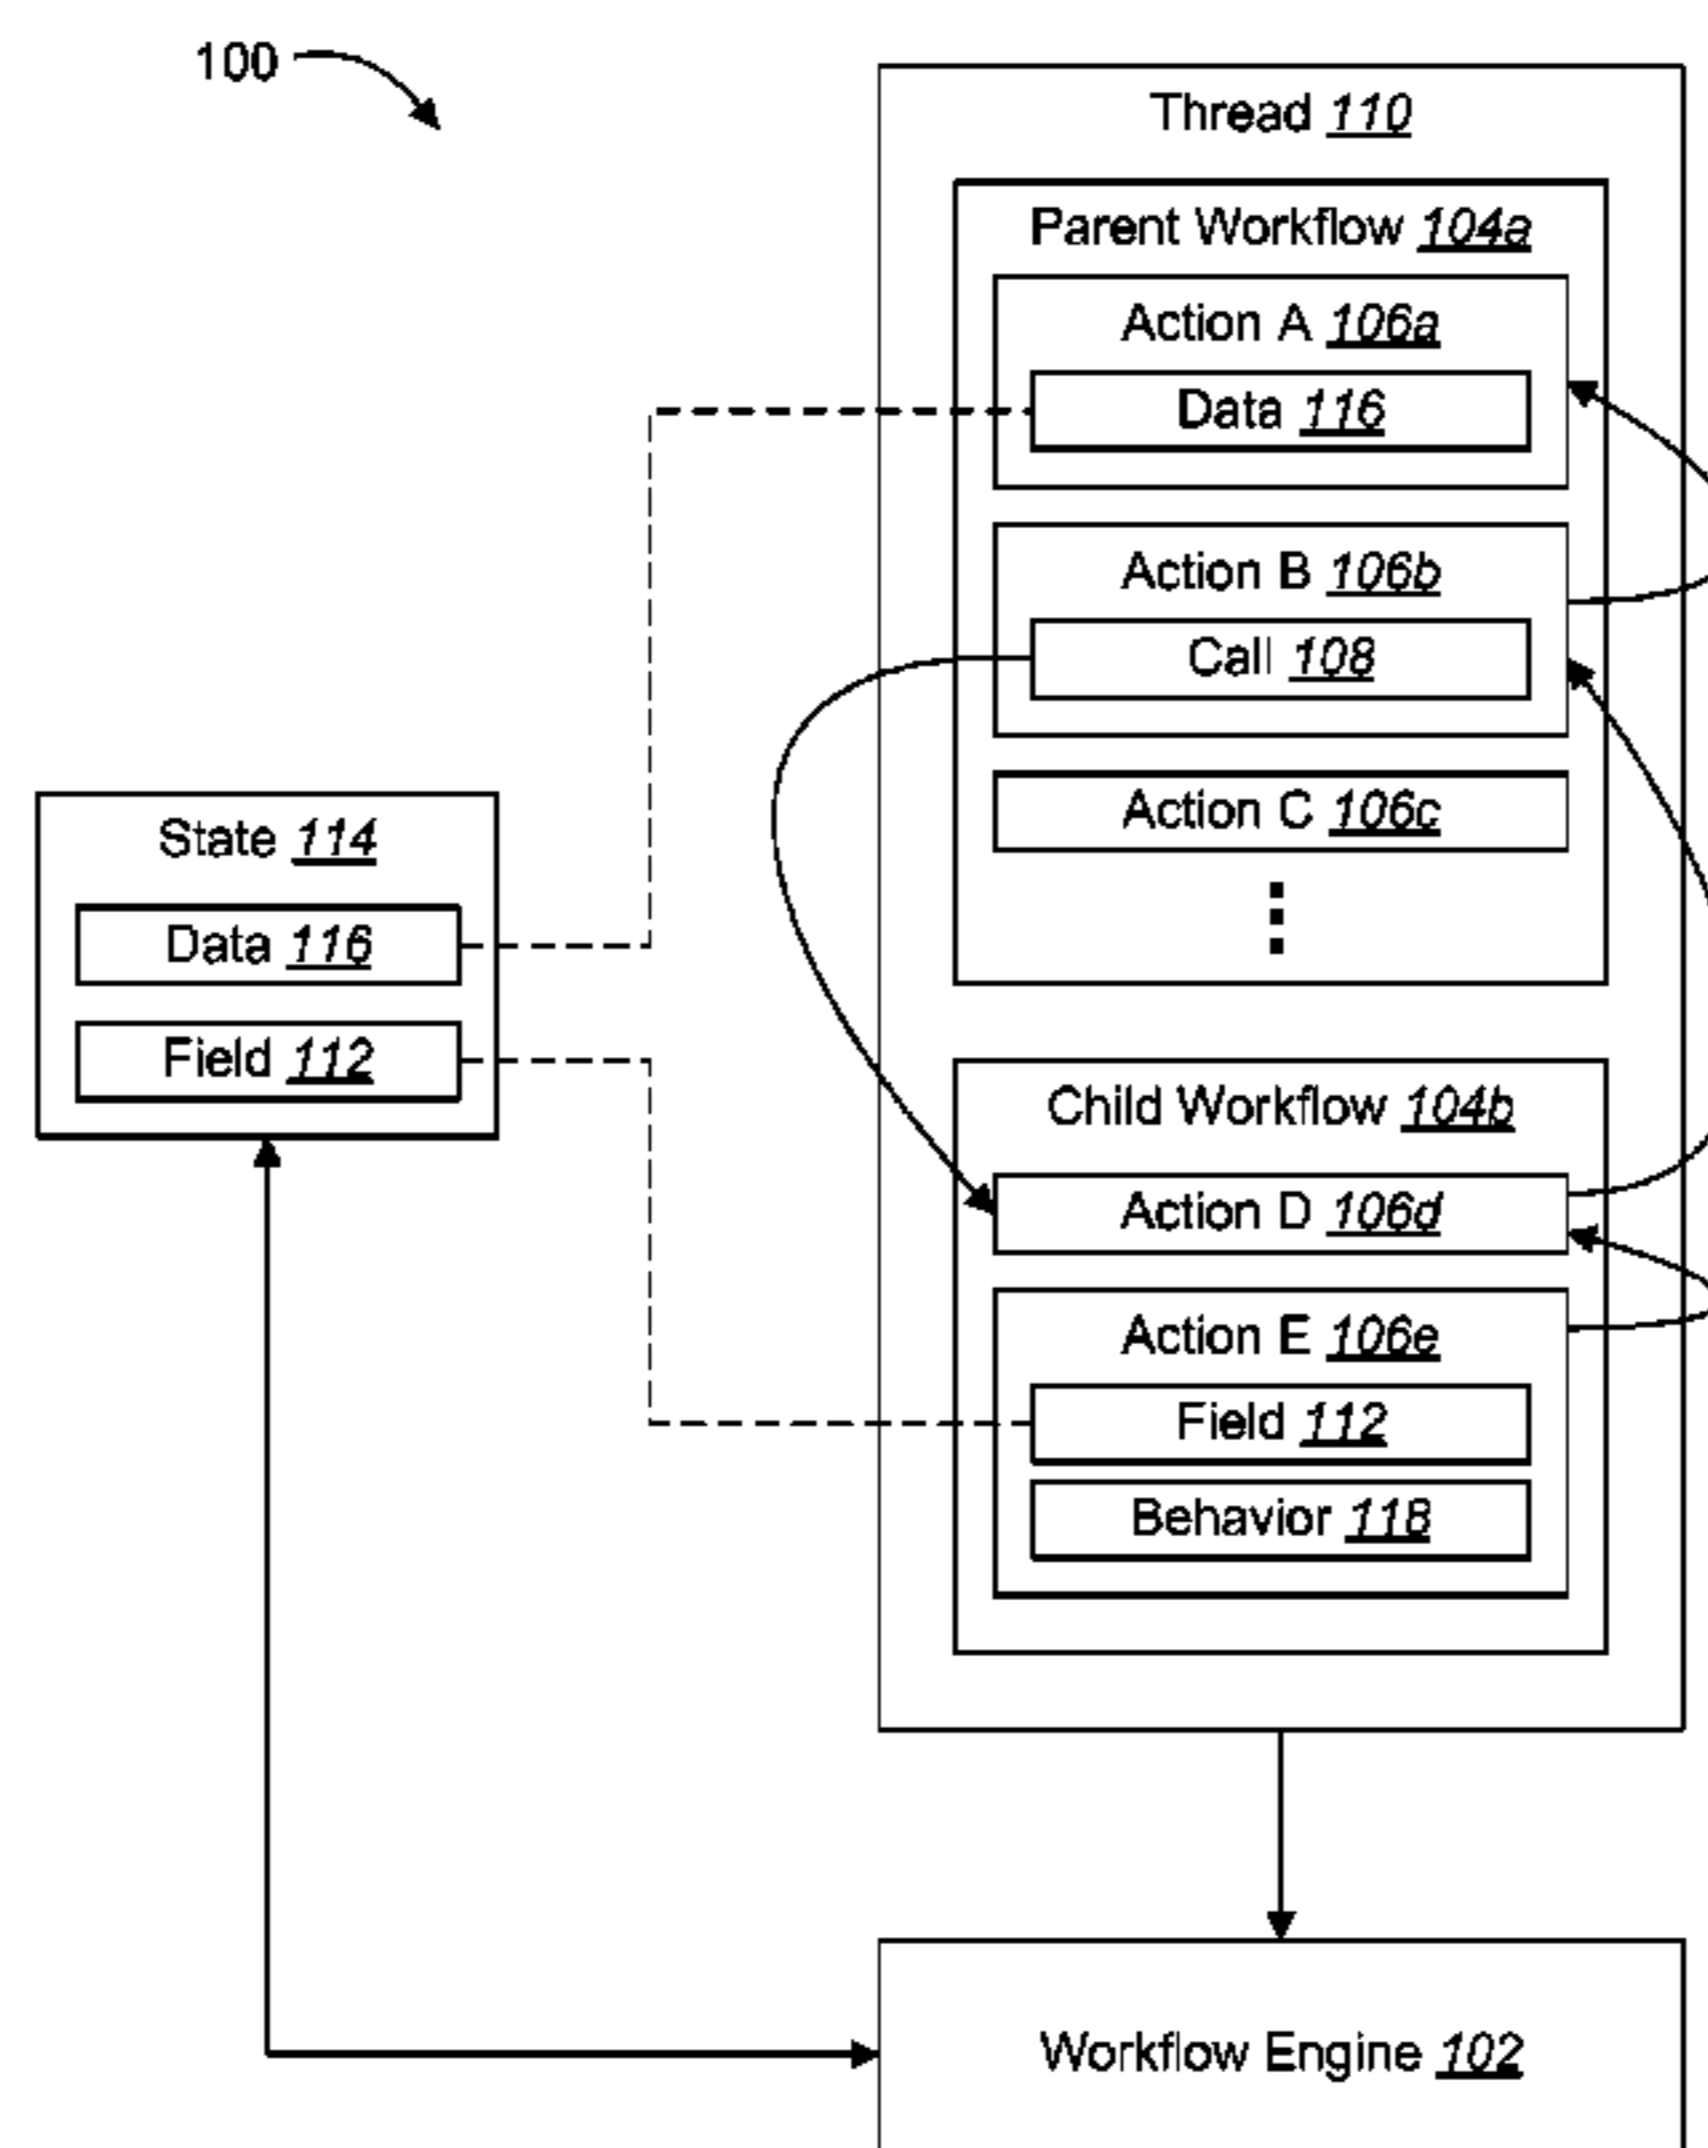 100
Thread 110
Parent Workflow 104a
Action A 106a
Data 116
Action B 106b
Call 108
Action C 106c
State 114
Data 116
Field 112
Child Workflow 104b
Action D 106d
Action E 106e
Field 112
Behavior 118
Workflow Engine 102